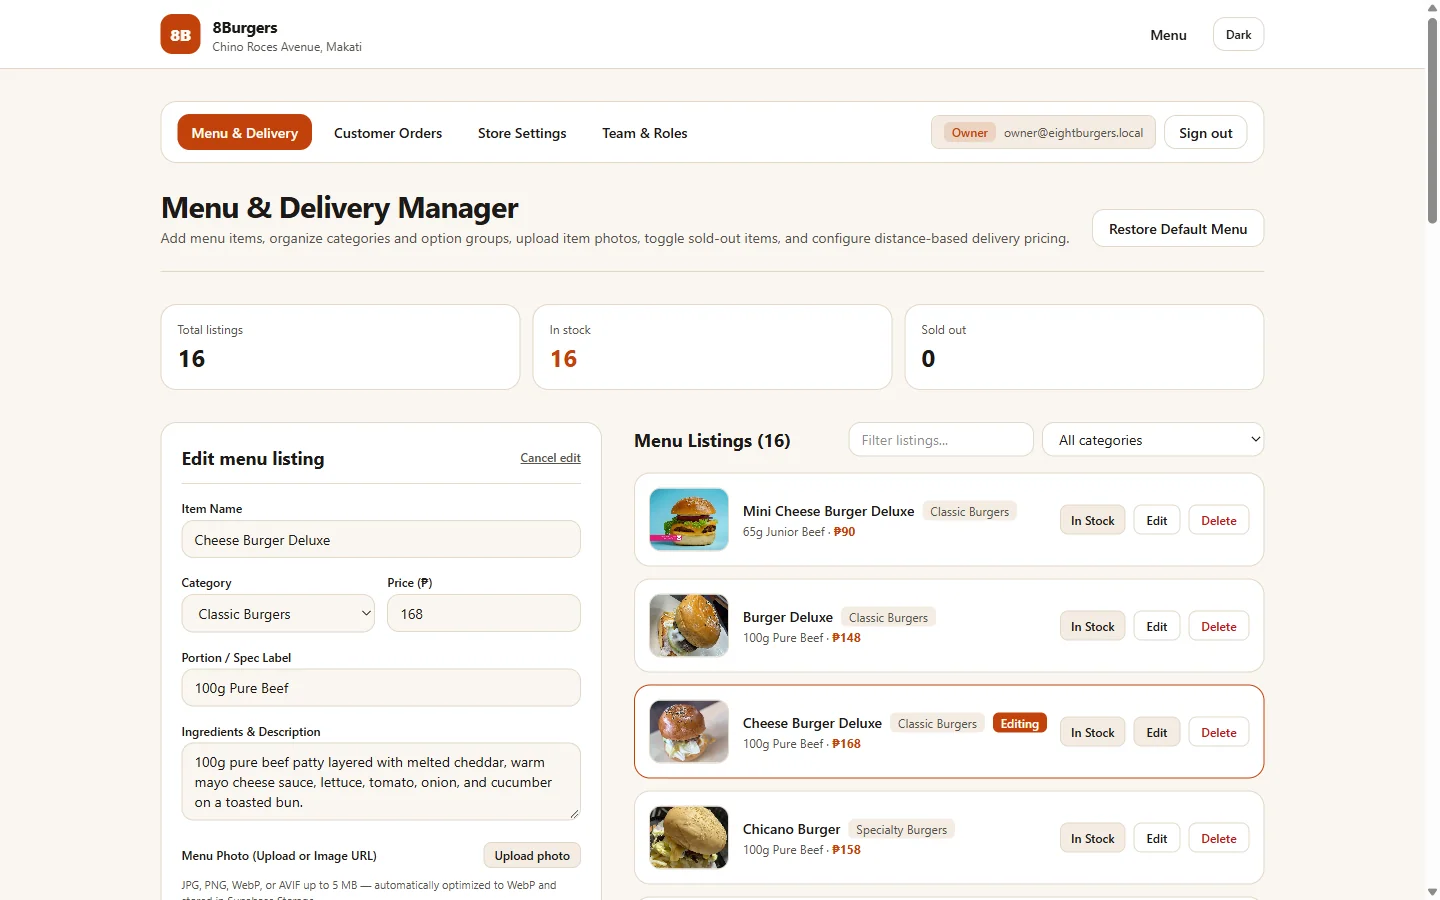 8B
8Burgers
Chino Roces Avenue, Makati
Menu
Dark
Menu & Delivery
Customer Orders
Store Settings
Team & Roles
Owner
owner@eightburgers.local
Sign out
Menu & Delivery Manager
Add menu items, organize categories and option groups, upload item photos, toggle sold-out items, and configure distance-based delivery pricing.
Restore Default Menu
Total listings
16
In stock
16
Sold out
0
Edit menu listing
Cancel edit
Item Name
Cheese Burger Deluxe
Category
Price (₱)
Classic Burgers
168
Portion / Spec Label
100g Pure Beef
Ingredients & Description
100g pure beef patty layered with melted cheddar, warm
mayo cheese sauce, lettuce, tomato, onion, and cucumber
on a toasted bun.
Menu Photo (Upload or Image URL)
Upload photo
JPG, PNG, WebP, or AVIF up to 5 MB — automatically optimized to WebP and
stored in Supabase Storage.
Menu Listings (16)
Filter listings...
All categories
Mini Cheese Burger Deluxe
Classic Burgers
65g Junior Beef · ₱90
In Stock
Edit
Delete
Burger Deluxe
Classic Burgers
100g Pure Beef · ₱148
In Stock
Edit
Delete
Cheese Burger Deluxe
Classic Burgers
Editing
100g Pure Beef · ₱168
In Stock
Edit
Delete
Chicano Burger
Specialty Burgers
100g Pure Beef · ₱158
In Stock
Edit
Delete